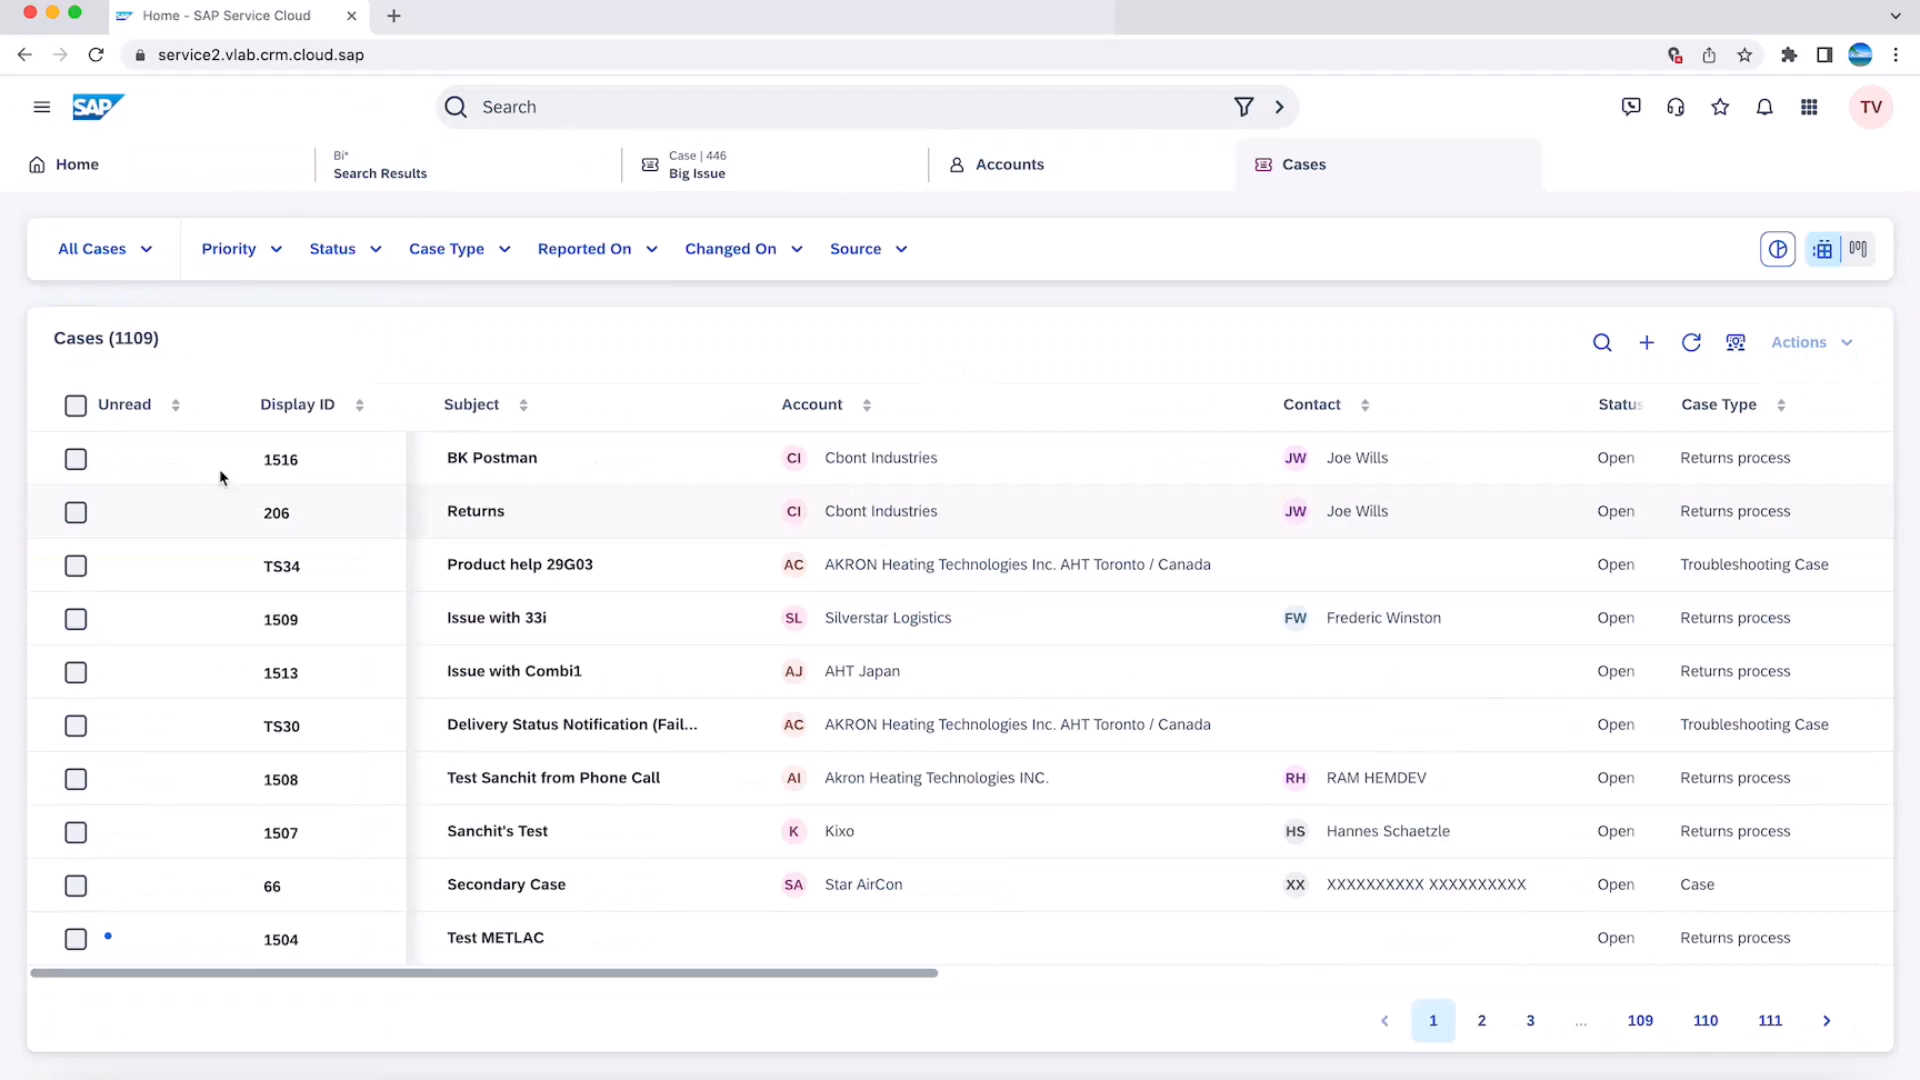 Home - SAP Service Cloud
service2.vlab.crm.cloud.sap
SAP
Search
TV
Home
Bi*
Search Results
Case | 446
Big Issue
Accounts
Cases
All Cases
Priority
Status
Case Type
Reported On
Changed On
Source
Cases (1109)
Actions
Unread Display ID Subject Account Contact Status Case Type
1516 BK Postman CI Cbont Industries JW Joe Wills Open Returns process
206 Returns CI Cbont Industries JW Joe Wills Open Returns process
TS34 Product help 29G03 AC AKRON Heating Technologies Inc. AHT Toronto / Canada Open Troubleshooting Case
1509 Issue with 33i SL Silverstar Logistics FW Frederic Winston Open Returns process
1513 Issue with Combi1 AJ AHT Japan Open Returns process
TS30 Delivery Status Notification (Fail... AC AKRON Heating Technologies Inc. AHT Toronto / Canada Open Troubleshooting Case
1508 Test Sanchit from Phone Call AI Akron Heating Technologies INC. RH RAM HEMDEV Open Returns process
1507 Sanchit's Test K Kixo HS Hannes Schaetzle Open Returns process
66 Secondary Case SA Star AirCon XX XXXXXXXXXX XXXXXXXXXX Open Case
1504 Test METLAC Open Returns process
1 2 3 ... 109 110 111